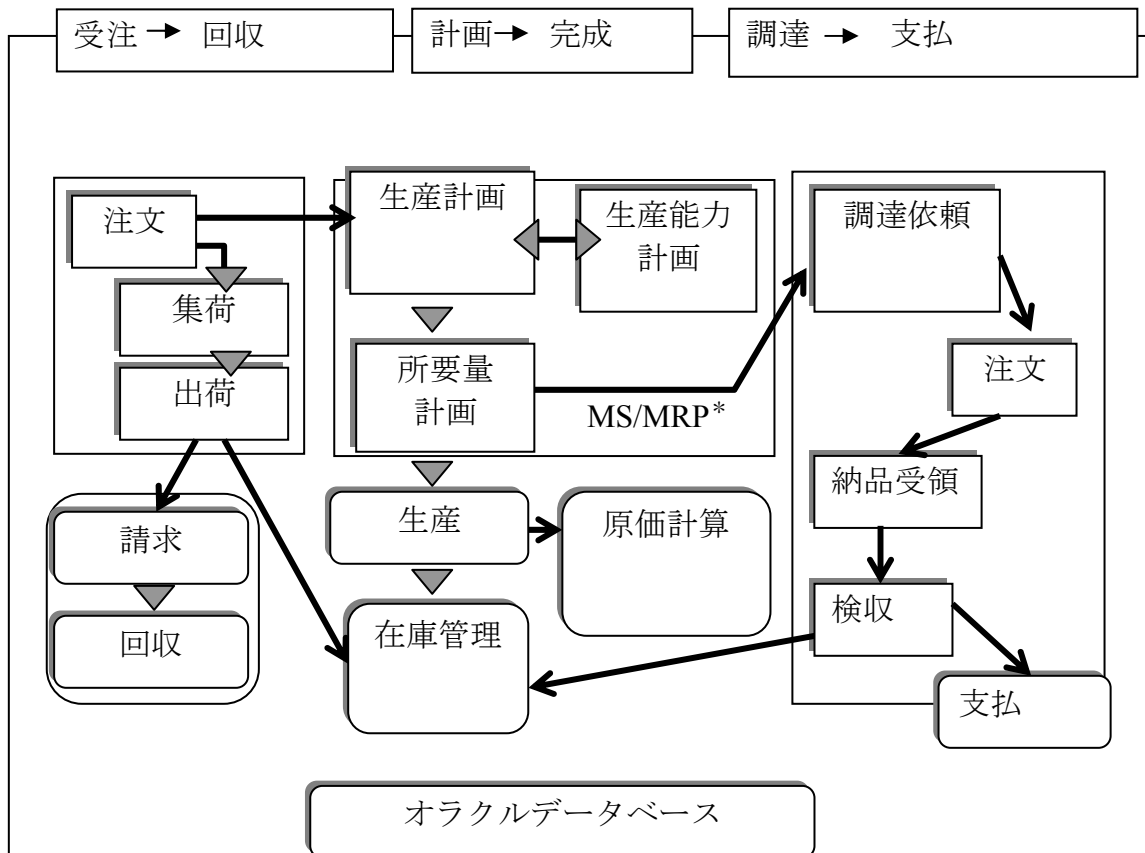 受注 → 回収
計画→ 完成
調達 → 支払
注文
集荷
出荷
請求
回収
生産計画
生産能力
計画
所要量
計画
MS/MRP*
生産
原価計算
在庫管理
調達依頼
注文
納品受領
検収
支払
オラクルデータベース